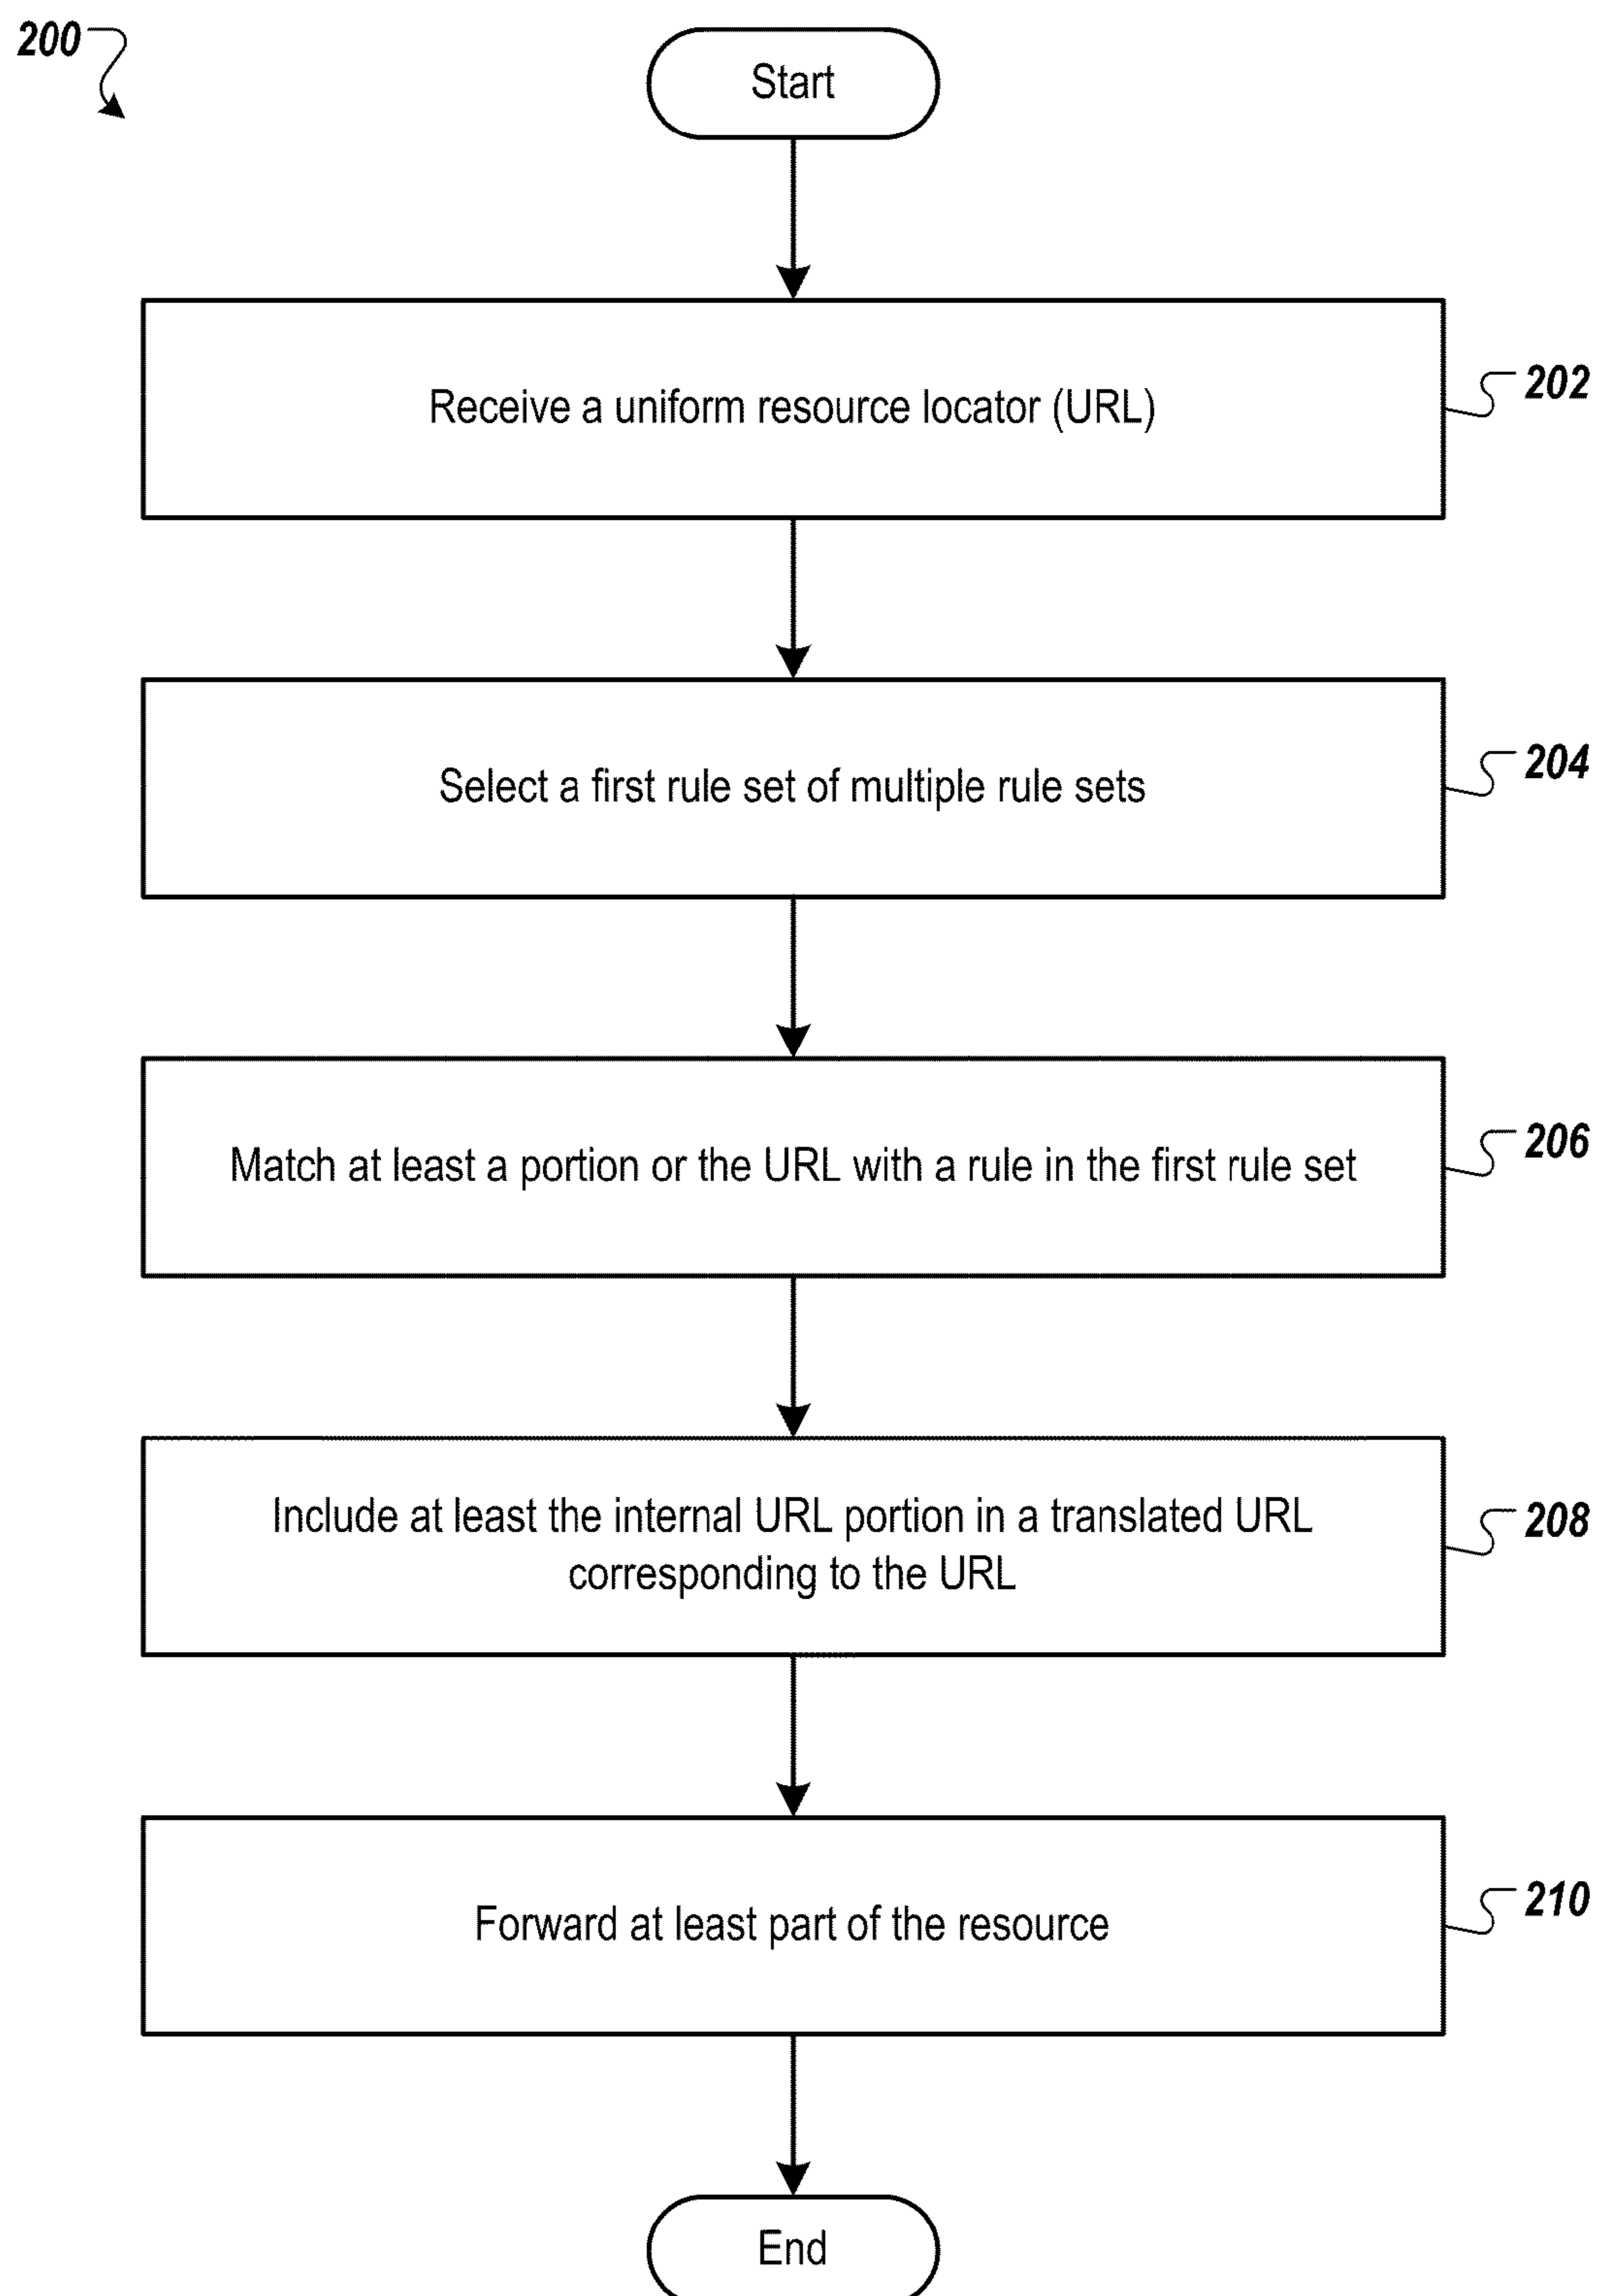 200
Start
Receive a uniform resource locator (URL)
202
Select a first rule set of multiple rule sets
204
Match at least a portion or the URL with a rule in the first rule set
206
Include at least the internal URL portion in a translated URL
corresponding to the URL
208
Forward at least part of the resource
210
End